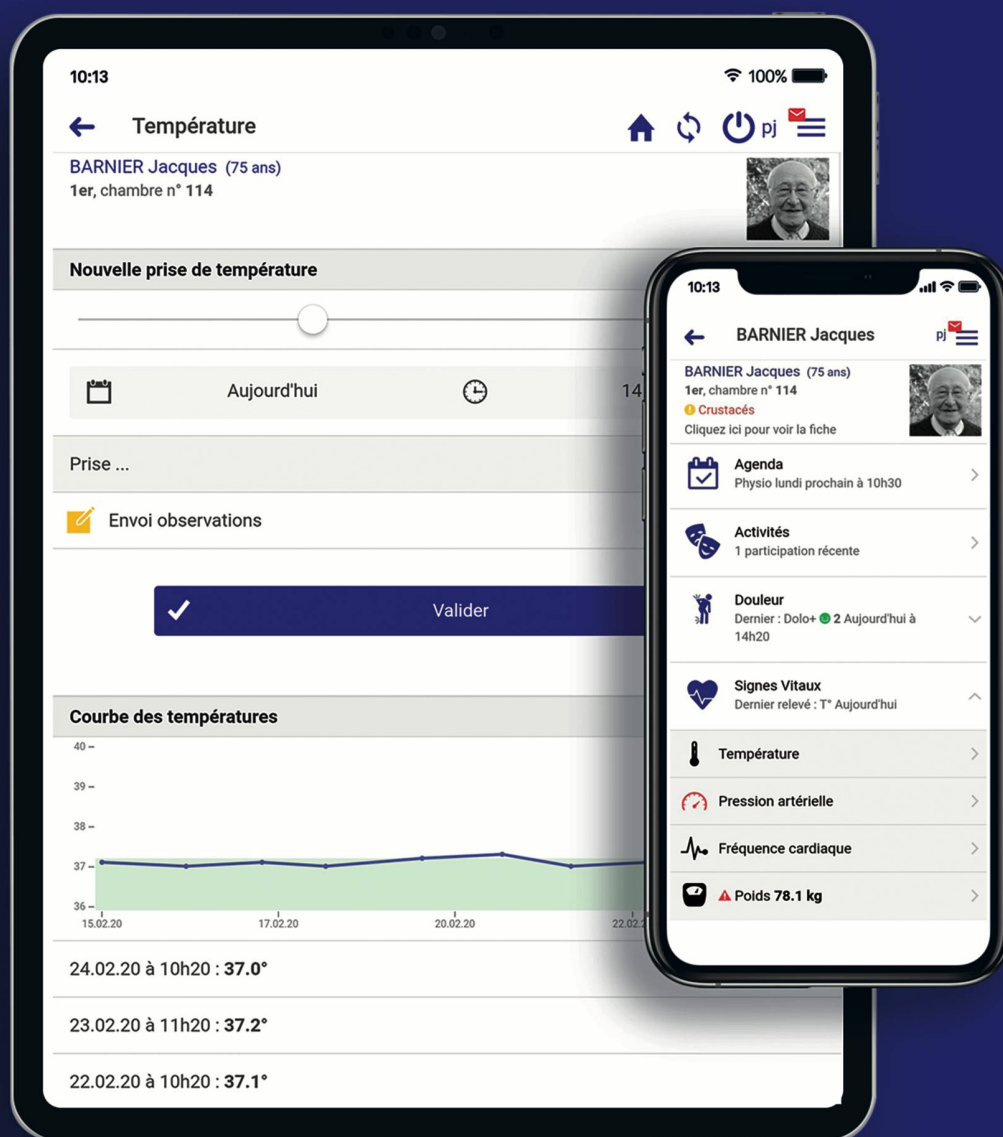 10:13
100%
Température
pj
BARNIER Jacques (75 ans)
1er, chambre n° 114
Nouvelle prise de température
Aujourd'hui
14
Prise ...
Envoi observations
Valider
Courbe des températures
40
39
38
37
36
15.02.20
17.02.20
20.02.20
22.02.2
24.02.20 à 10h20 : 37.0°
23.02.20 à 11h20 : 37.2°
22.02.20 à 10h20 : 37.1°
10:13
BARNIER Jacques
pj
BARNIER Jacques (75 ans)
1er, chambre n° 114
Crustacés
Cliquez ici pour voir la fiche
Agenda
Physio lundi prochain à 10h30
Activités
1 participation récente
Douleur
Dernier : Dolo+ 2 Aujourd'hui à
14h20
Signes Vitaux
Dernier relevé : T° Aujourd'hui
Température
Pression artérielle
Fréquence cardiaque
Poids 78.1 kg